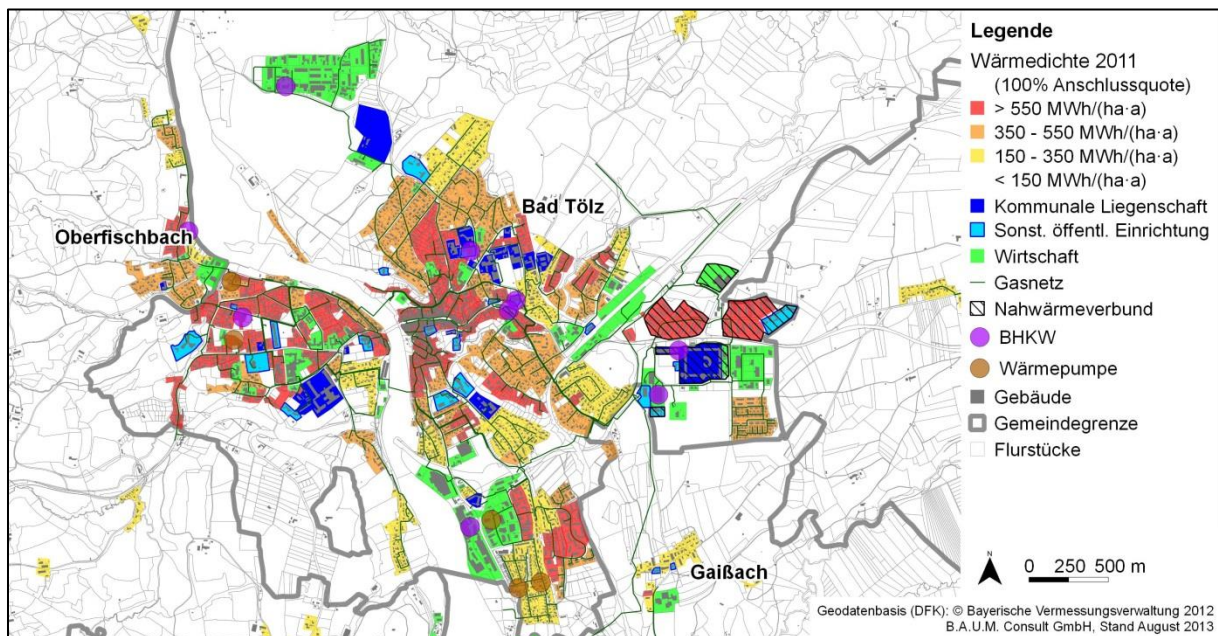 Oberfischbach
Bad Tölz
Gaißach
Legende
Wärmedichte 2011
(100% Anschlussquote)
> 550 MWh/(ha·a)
350 - 550 MWh/(ha·a)
150 - 350 MWh/(ha·a)
< 150 MWh/(ha·a)
Kommunale Liegenschaft
Sonst. öffentl. Einrichtung
Wirtschaft
Gasnetz
Nahwärmeverbund
BHKW
Wärmepumpe
Gebäude
Gemeindegrenze
Flurstücke
N
0 250 500 m
Geodatenbasis (DFK): © Bayerische Vermessungsverwaltung 2012
B.A.U.M. Consult GmbH, Stand August 2013